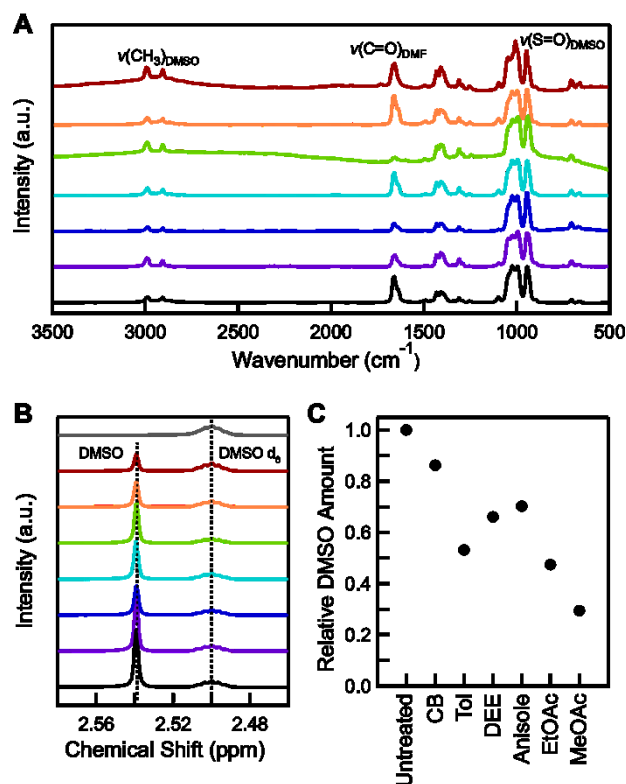 A
ν(CH3)DMSO
ν(C=O)DMF
ν(S=O)DMSO
Intensity (a.u.)
3500 3000 2500 2000 1500 1000 500
Wavenumber (cm−1)
B
DMSO
DMSO d6
Intensity (a.u.)
2.56 2.52 2.48
Chemical Shift (ppm)
C
Relative DMSO Amount
1.0
0.8
0.6
0.4
0.2
0.0
Untreated
CB
Tol
DEE
Anisole
EtOAc
MeOAc